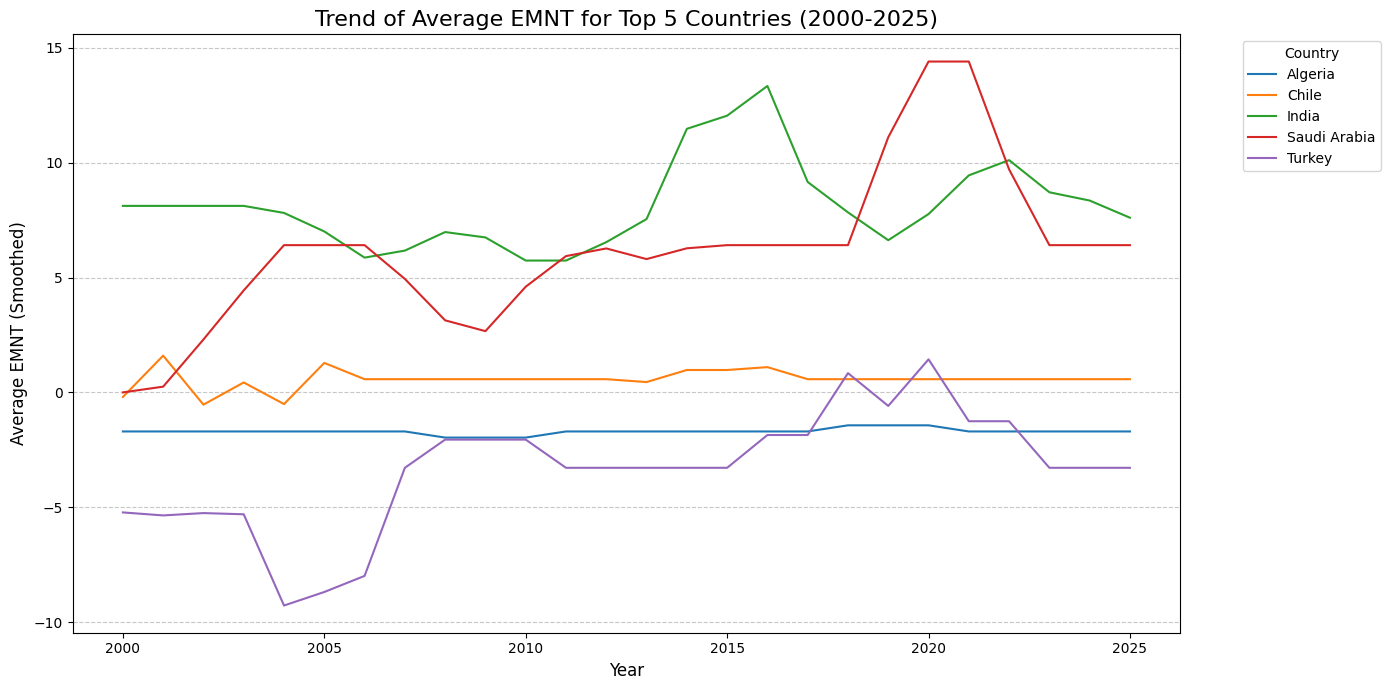 Trend of Average EMNT for Top 5 Countries (2000-2025)
Average EMNT (Smoothed)
15
10
5
0
−5
−10
2000
2005
2010
2015
2020
2025
Year
Country
Algeria
Chile
India
Saudi Arabia
Turkey